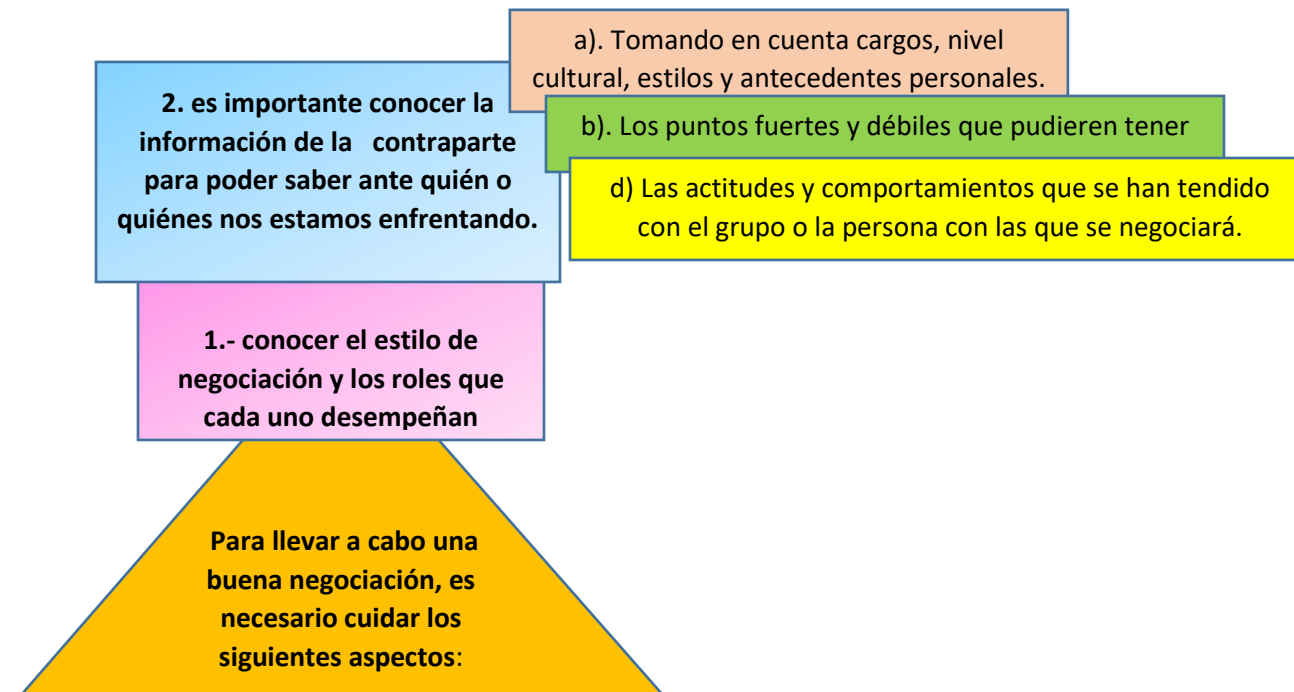 a). Tomando en cuenta cargos, nivel
cultural, estilos y antecedentes personales.
2. es importante conocer la
información de la contraparte
para poder saber ante quién o
quiénes nos estamos enfrentando.
b). Los puntos fuertes y débiles que pudieren tener
d) Las actitudes y comportamientos que se han tendido
con el grupo o la persona con las que se negociará.
1.- conocer el estilo de
negociación y los roles que
cada uno desempeñan
Para llevar a cabo una
buena negociación, es
necesario cuidar los
siguientes aspectos: